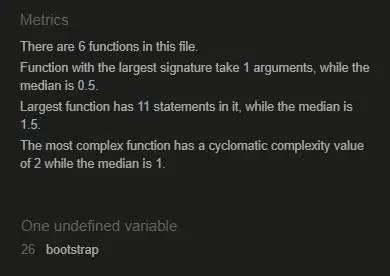 Metrics
There are 6 functions in this file.
Function with the largest signature take 1 arguments, while the
median is 0.5.
Largest function has 11 statements in it, while the median is
1.5.
The most complex function has a cyclomatic complexity value
of 2 while the median is 1.
One undefined variable
26 bootstrap